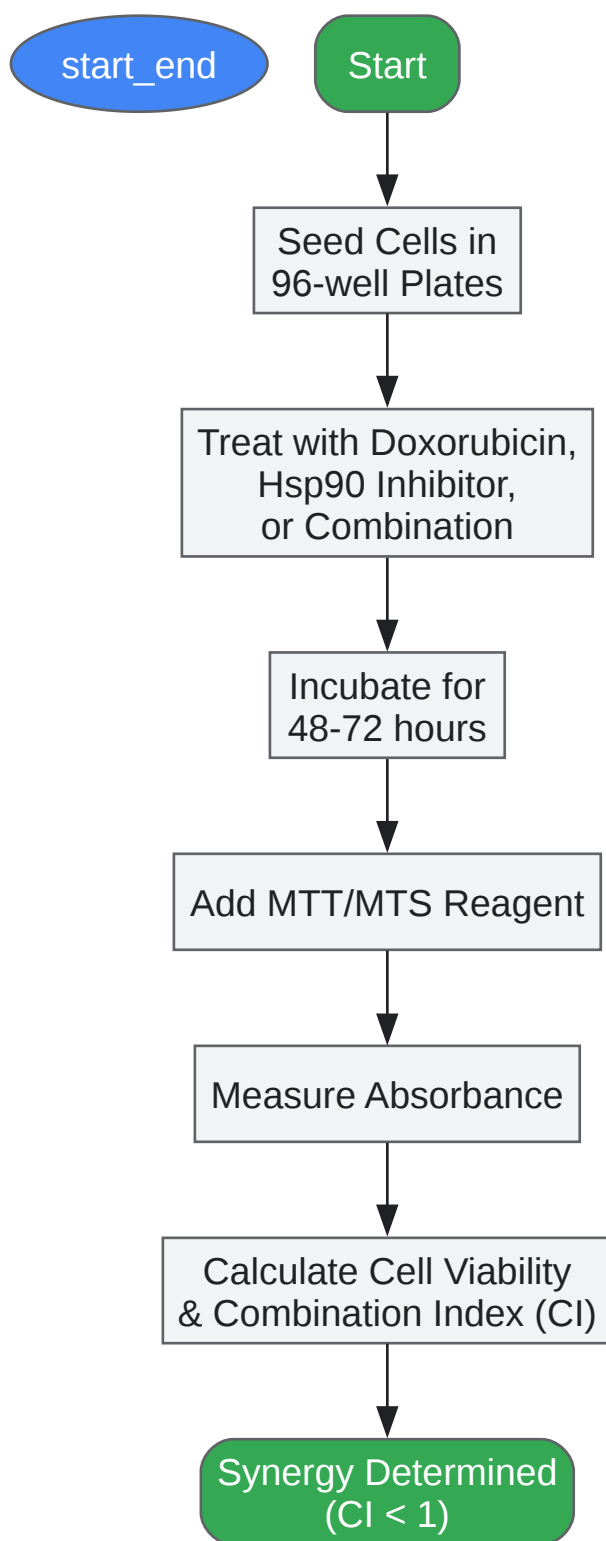 start_end
Start
Seed Cells in
96-well Plates
Treat with Doxorubicin,
Hsp90 Inhibitor,
or Combination
Incubate for
48-72 hours
Add MTT/MTS Reagent
Measure Absorbance
Calculate Cell Viability
& Combination Index (CI)
Synergy Determined
(CI < 1)